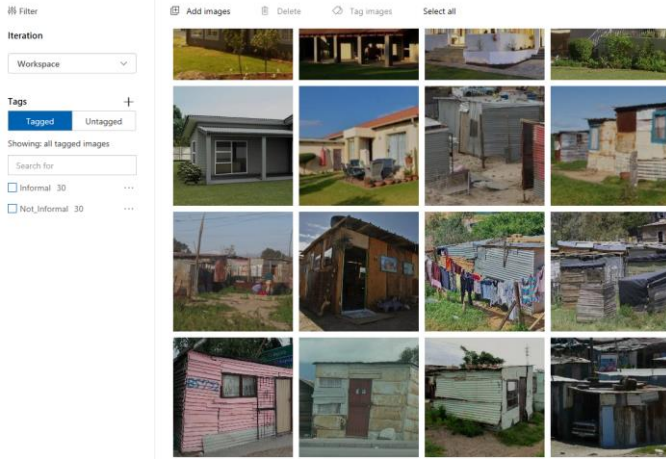 Filter
Iteration
Workspace
Tags
+
Tagged
Untagged
Showing: all tagged images
Search for
Informal 30 ...
Not_Informal 30 ...
Add images
Delete
Tag images
Select all